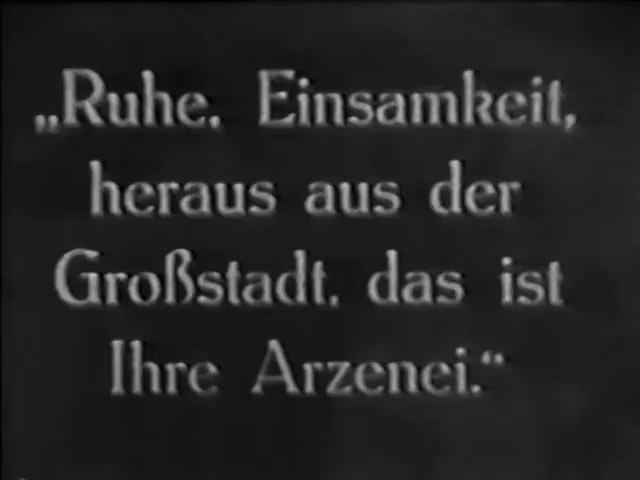 „Ruhe, Einsamkeit,
heraus aus der
Großstadt, das ist
Ihre Arzenei.“